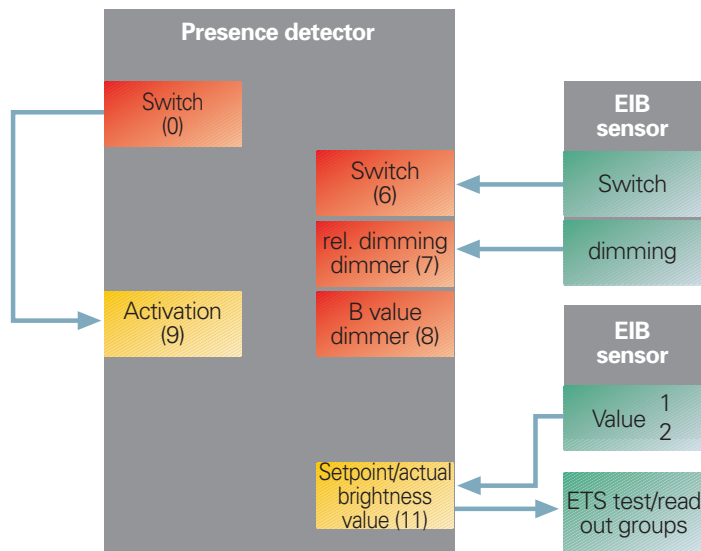 Presence detector
Switch
(0)
EIB
sensor
Switch
(6)
Switch
rel. dimming
dimmer (7)
dimming
Activation
(9)
B value
dimmer (8)
EIB
sensor
Value 1
2
Setpoint/actual
brightness
value (11)
ETS test/read
out groups